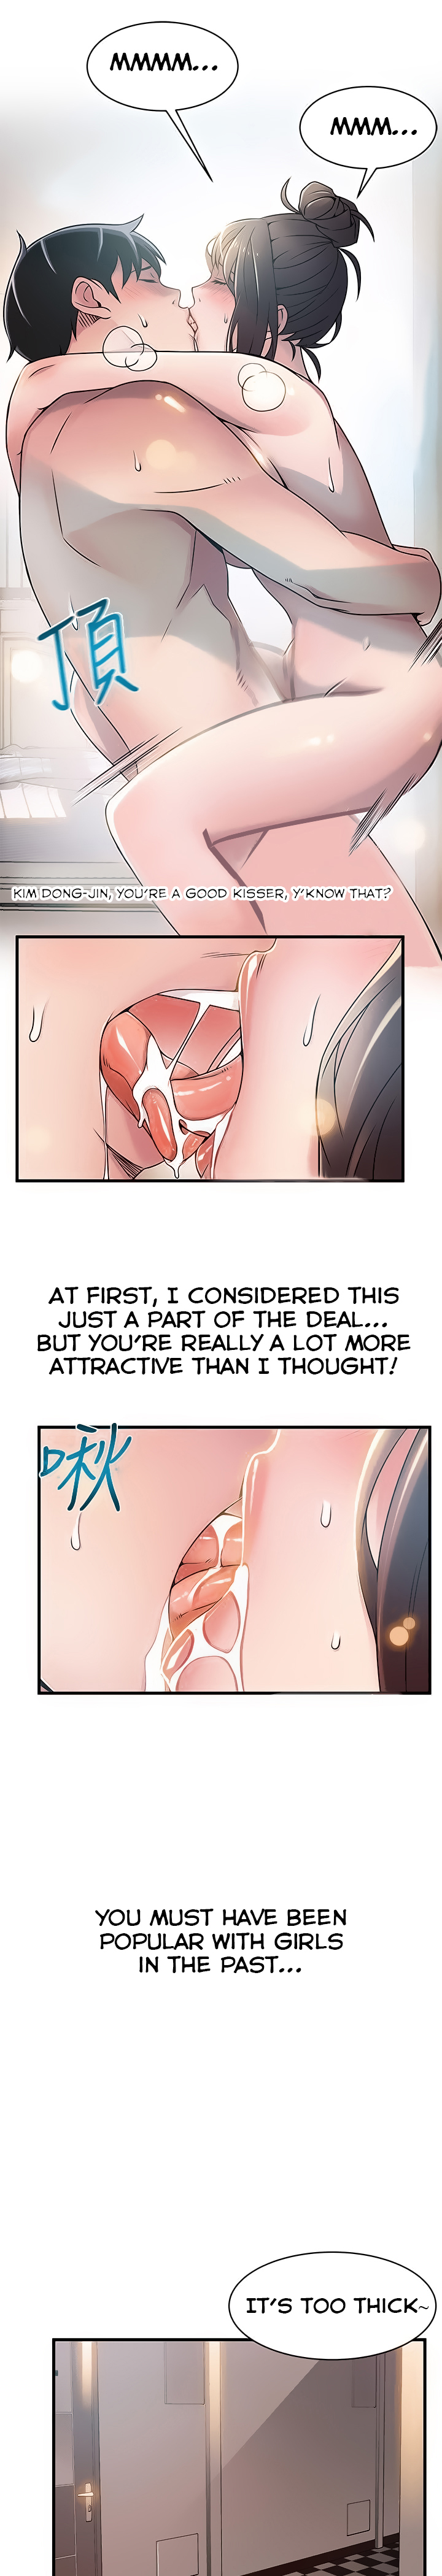 MMMM...
MMM...
頂
KIM DONG-JIN, YOU'RE A GOOD KISSER, Y'KNOW THAT?
AT FIRST, I CONSIDERED THIS
JUST A PART OF THE DEAL...
BUT YOU'RE REALLY A LOT MORE
ATTRACTIVE THAN I THOUGHT!
啾
YOU MUST HAVE BEEN
POPULAR WITH GIRLS
IN THE PAST...
IT'S TOO THICK~